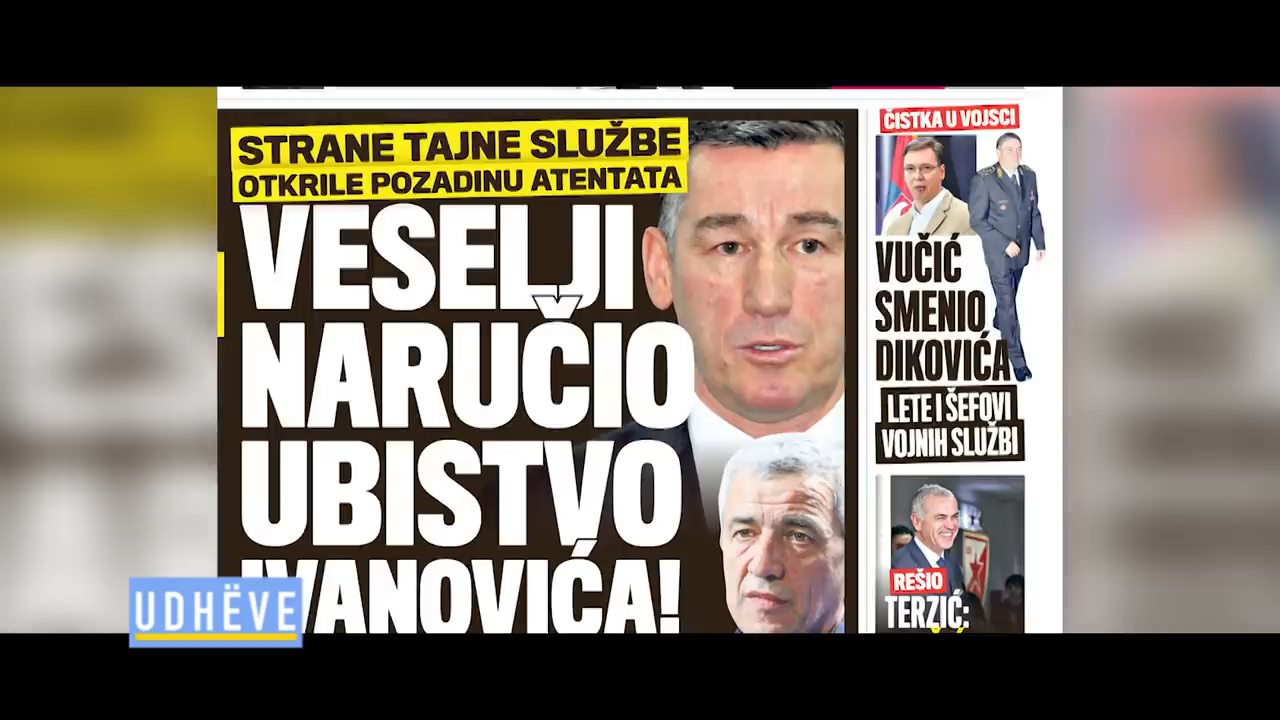 STRANE TAJNE SLUŽBE
OTKRILE POZADINU ATENTATA
VESELJI
NARUČIO
UBISTVO
IVANOVIĆA!
ČISTKA U VOJSCI
VUČIĆ
SMENIO
DIKOVIĆA
LETE I ŠEFOVI
VOJNIH SLUŽBI
REŠIO
TERZIĆ:
UDHËVE